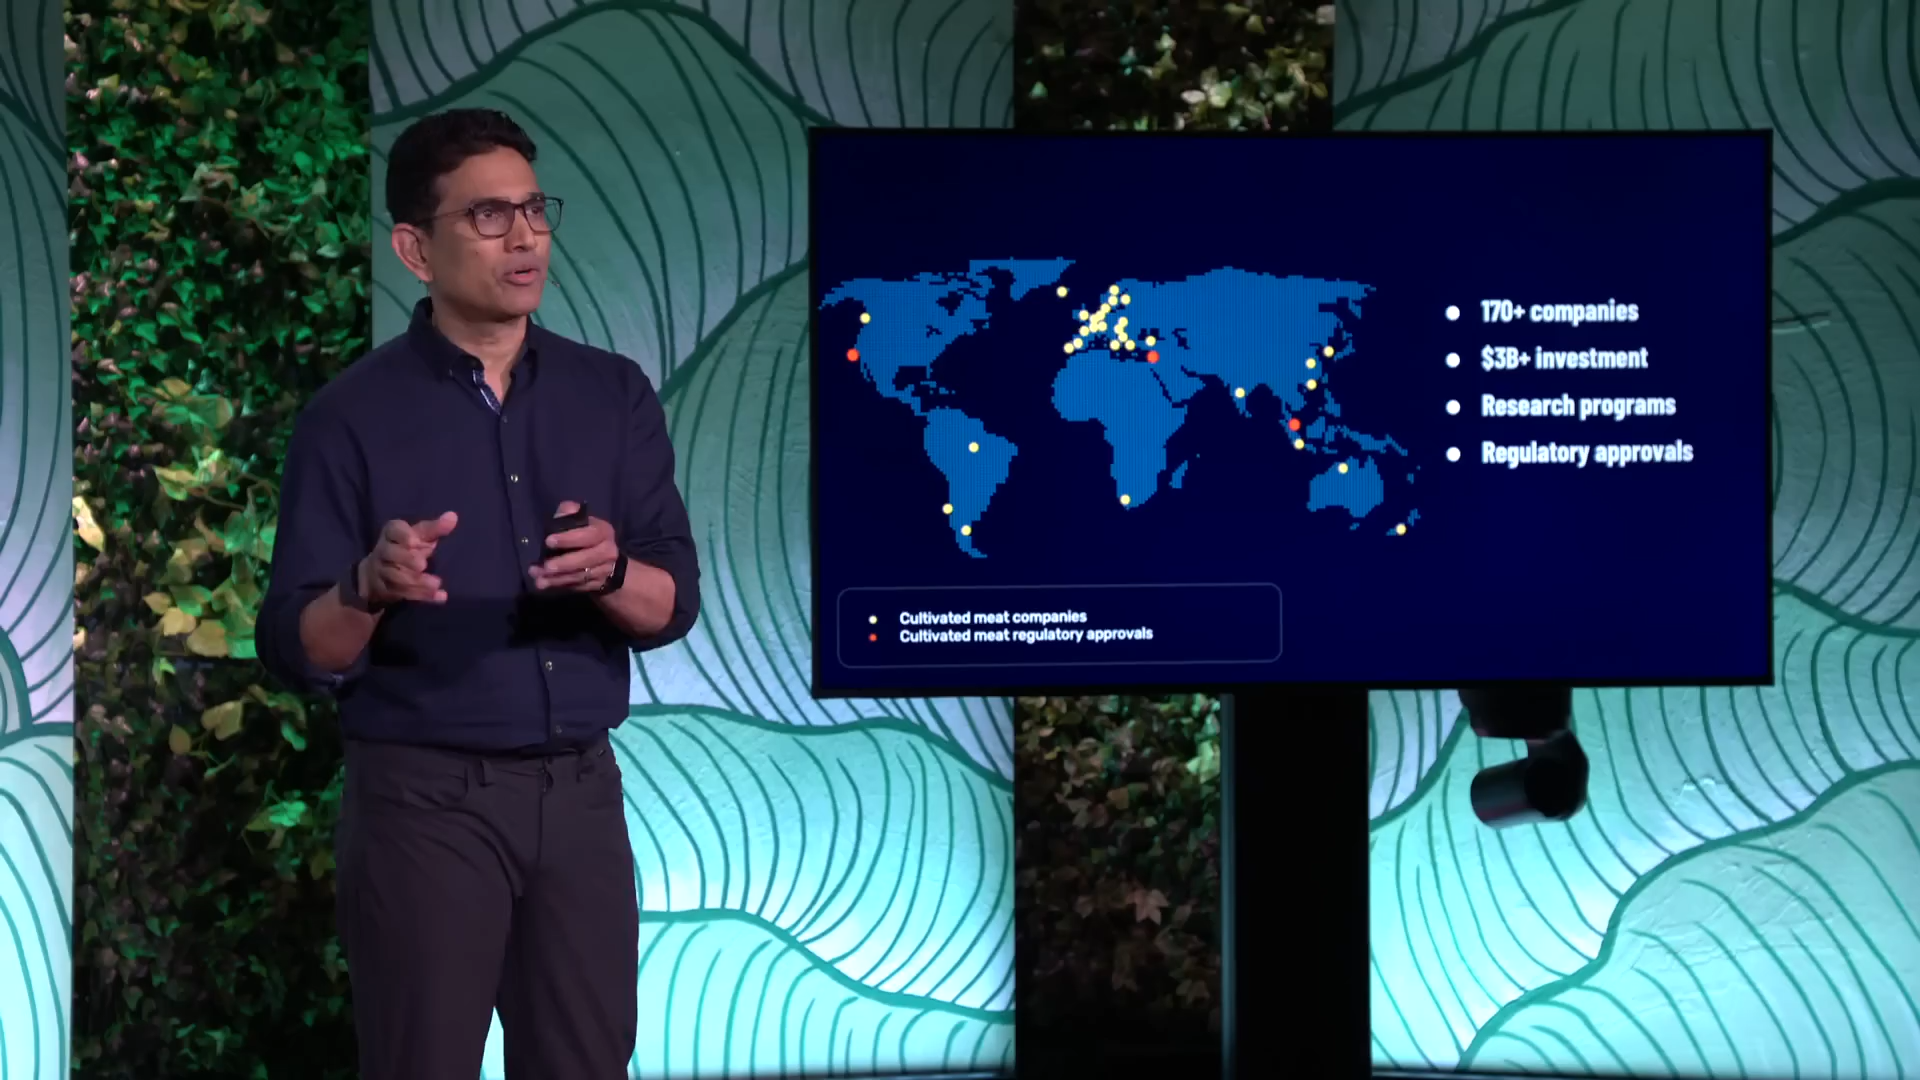 170+ companies
$3B+ investment
Research programs
Regulatory approvals
Cultivated meat companies
Cultivated meat regulatory approvals